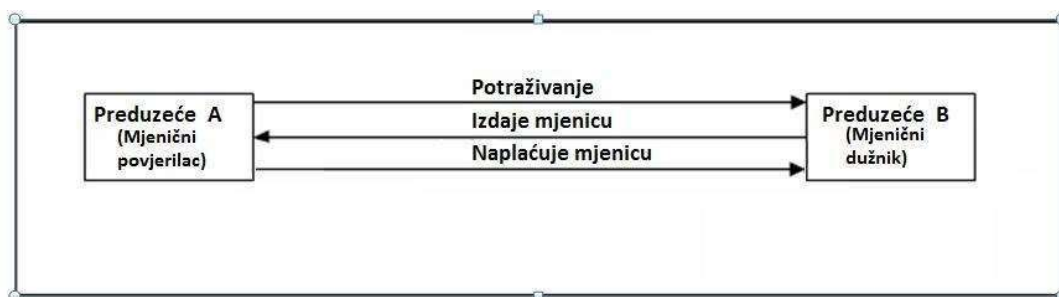 Potraživanje
Preduzeće A
(Mjenični
povjerilac)
Izdaje mjenicu
Naplaćuje mjenicu
Preduzeće B
(Mjenični
dužnik)